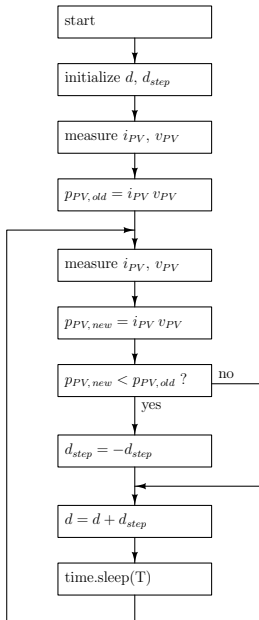 start
initialize d, d_step
measure i_PV, v_PV
p_PV, old = i_PV v_PV
measure i_PV, v_PV
p_PV, new = i_PV v_PV
p_PV, new < p_PV, old ?
no
yes
d_step = −d_step
d = d + d_step
time.sleep(T)